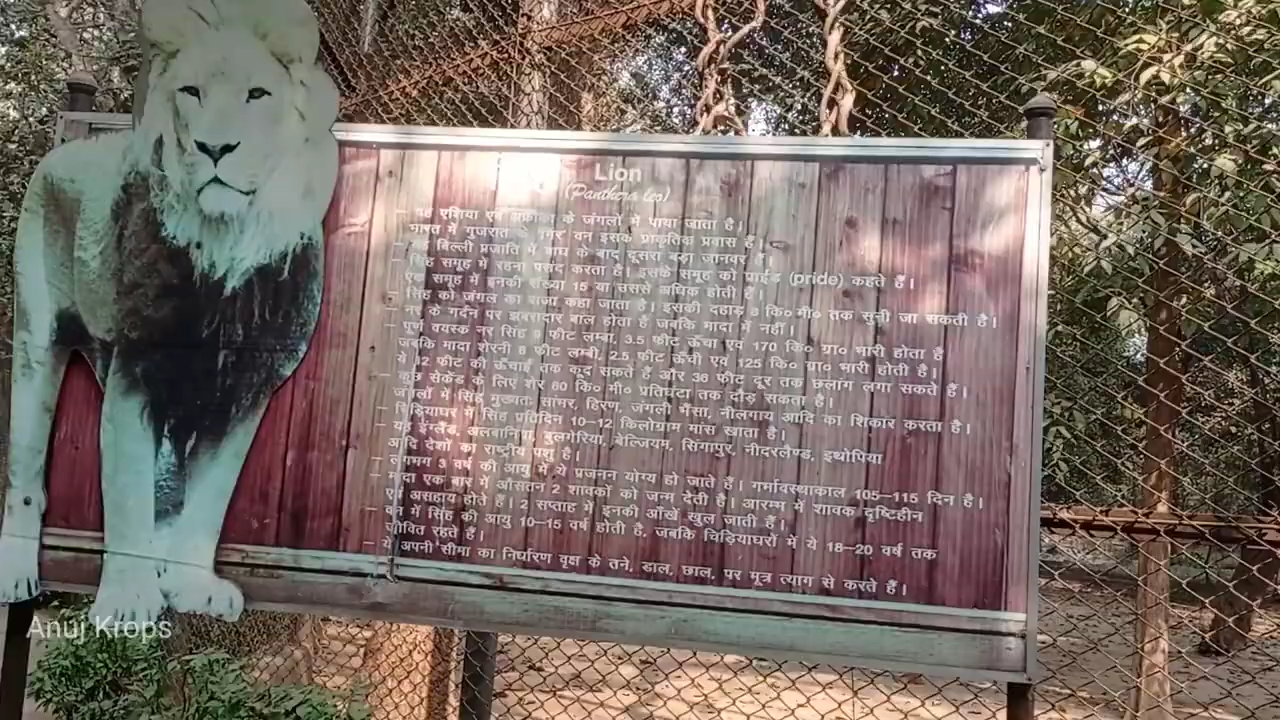 Lion
(Panthera leo)
– यह एशिया एवं अफ्रीका के जंगलों में पाया जाता है।
भारत में गुजरात के 'गिर' वन इसके प्राकृतिक प्रवास हैं।
– यह बिल्ली प्रजाति में बाघ के बाद दूसरा बड़ा जानवर है।
– सिंह समूह में रहना पसंद करता है। इसके समूह को प्राईड (pride) कहते हैं।
एक समूह में इनकी संख्या 15 या उससे अधिक होती है।
– सिंह को जंगल का राजा कहा जाता है। इसकी दहाड़ 8 कि० मी० तक सुनी जा सकती है।
– नर के गर्दन पर झबरादार बाल होता है जबकि मादा में नहीं।
– पूर्ण वयस्क नर सिंह 9 फीट लम्बा, 3.5 फीट ऊँचा एवं 170 कि० ग्रा० भारी होता है
जबकि मादा शेरनी 8 फीट लम्बी, 2.5 फीट ऊँची एवं 125 कि० ग्रा० भारी होती है।
– ये 12 फीट की ऊँचाई तक कूद सकते हैं और 36 फीट दूर तक छलांग लगा सकते हैं।
– कुछ सेकेंड के लिए शेर 80 कि० मी० प्रतिघंटा तक दौड़ सकता है।
– जंगलों में सिंह मुख्यतः सांभर, हिरण, जंगली भैंसा, नीलगाय आदि का शिकार करता है।
– चिड़ियाघर में सिंह प्रतिदिन 10–12 किलोग्राम मांस खाता है।
– यह इंग्लैंड, अलबानिया, बुलगेरिया, बेल्जियम, सिंगापुर, नीदरलैण्ड, इथोपिया
आदि देशों का राष्ट्रीय पशु है।
– लगभग 3 वर्ष की आयु में ये प्रजनन योग्य हो जाते हैं। गर्भावस्थाकाल 105–115 दिन है।
– मादा एक बार में औसतन 2 शावकों को जन्म देती है। आरम्भ में शावक दृष्टिहीन
एवं असहाय होते हैं। 2 सप्ताह में इनकी आँखें खुल जाती हैं।
– वन में सिंह की आयु 10–15 वर्ष होती है, जबकि चिड़ियाघरों में ये 18–20 वर्ष तक
जीवित रहते हैं।
– ये अपनी सीमा का निर्धारण वृक्ष के तने, डाल, छाल, पर मूत्र त्याग से करते हैं।
Anuj Krops